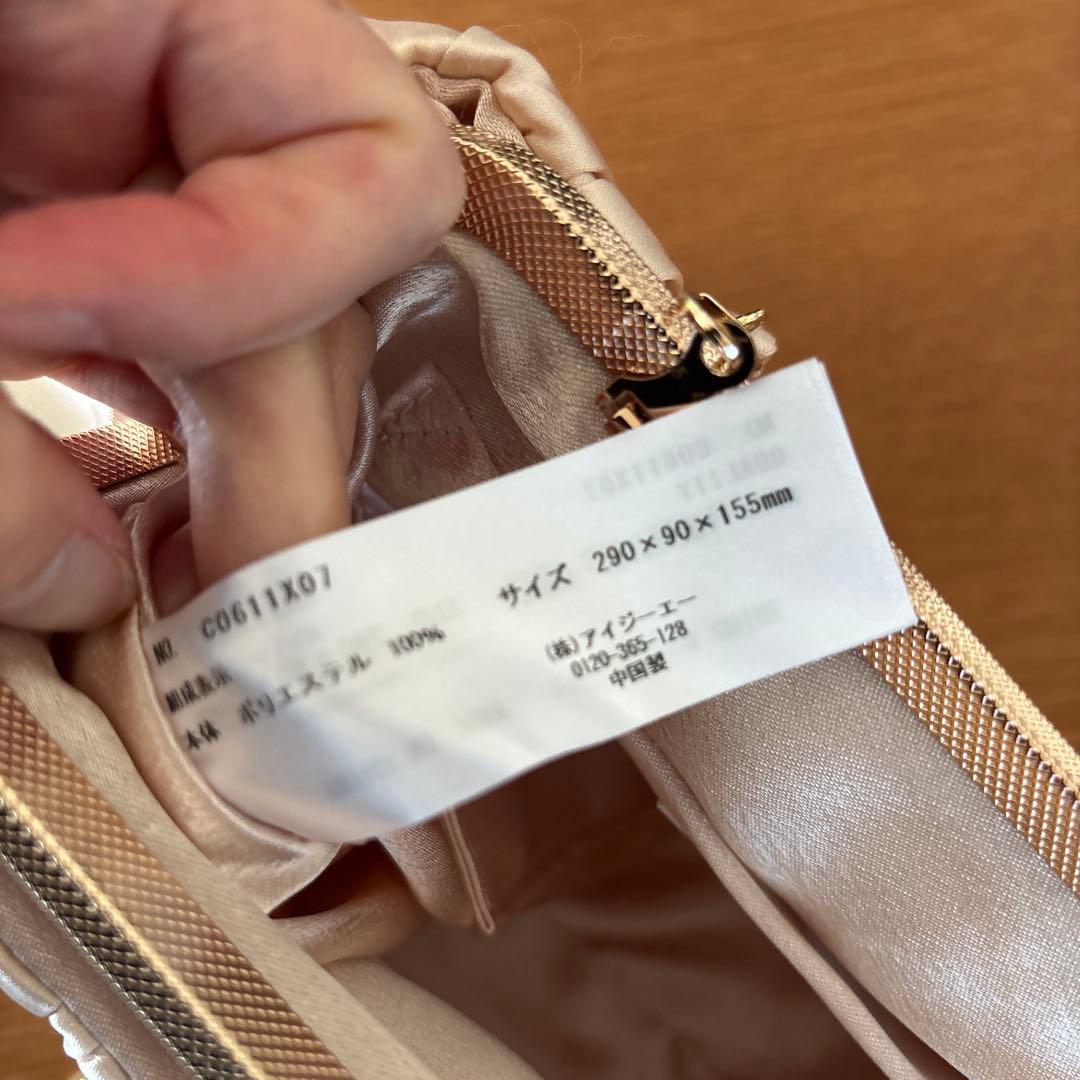 NO. C0611X07
組成表示
本体 ポリエステル 100%
サイズ 290×90×155mm
(株)アイジーエー
0120-365-128
中国製